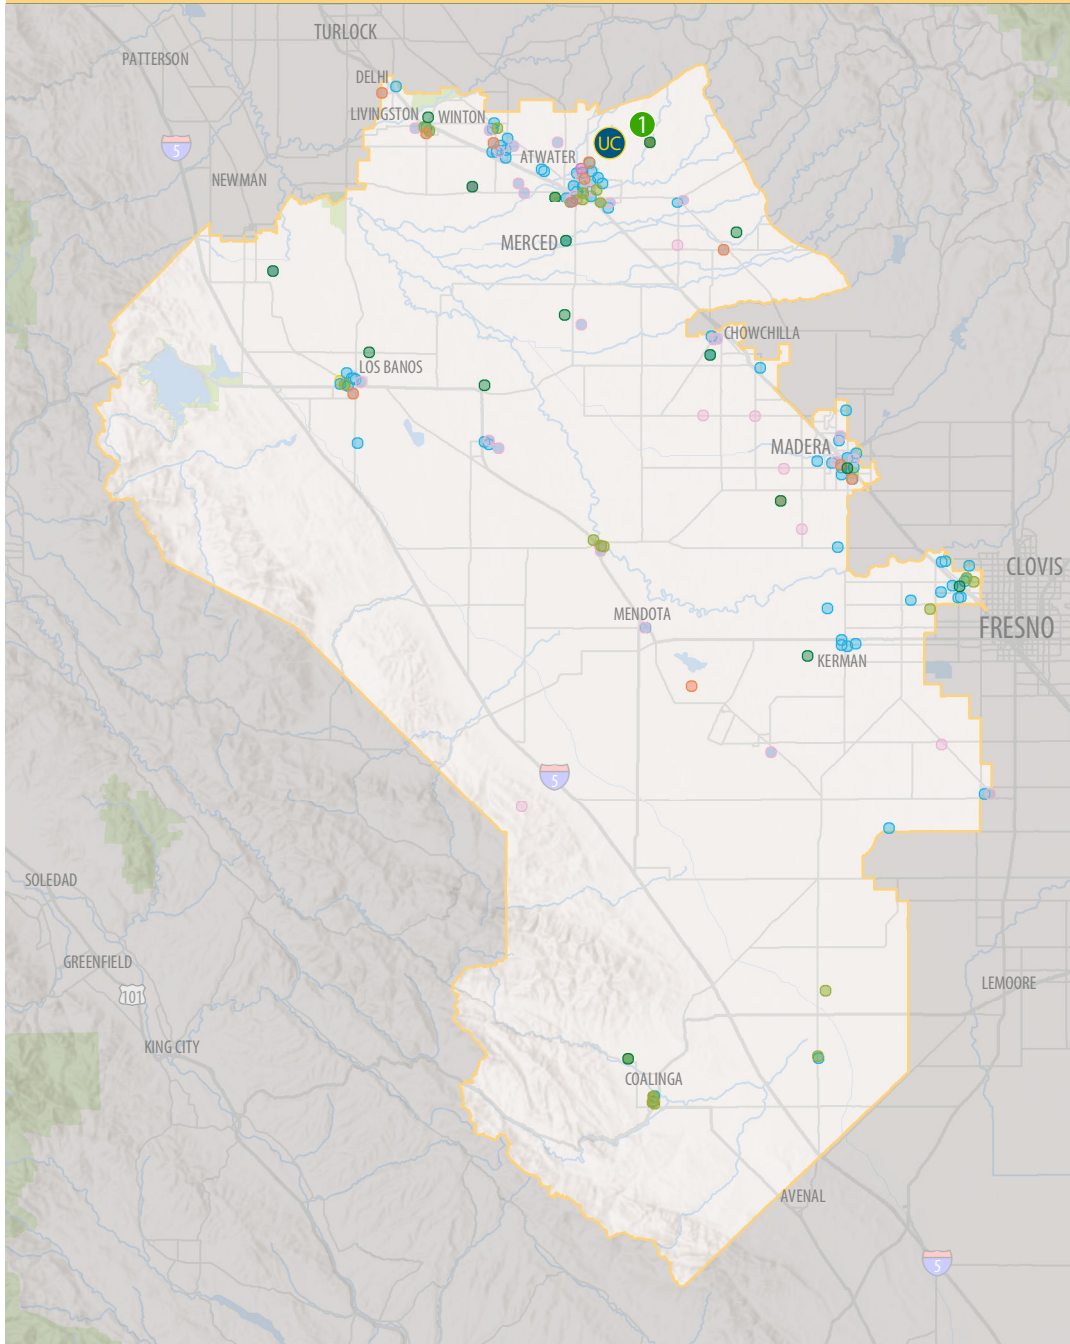 TURLOCK
PATTERSON
DELHI
LIVINGSTON
WINTON
1
UC
5
ATWATER
NEWMAN
MERCED
CHOWCHILLA
LOS BANOS
MADERA
CLOVIS
MENDOTA
FRESNO
KERMAN
5
SOLEDAD
GREENFIELD
LEMOORE
101
KING CITY
COALINGA
AVENAL
5